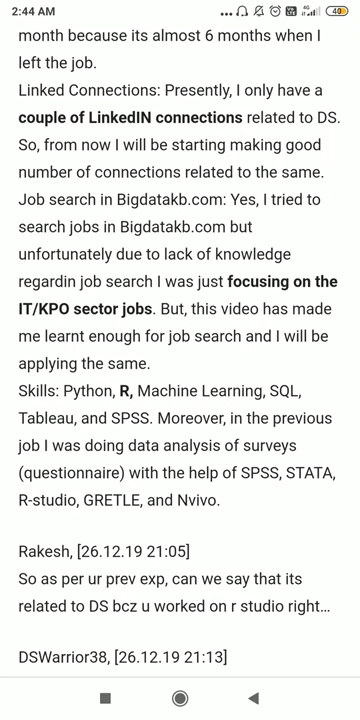 2:44 AM
4G
40
month because its almost 6 months when I
left the job.
Linked Connections: Presently, I only have a
couple of LinkedIN connections related to DS.
So, from now I will be starting making good
number of connections related to the same.
Job search in Bigdatakb.com: Yes, I tried to
search jobs in Bigdatakb.com but
unfortunately due to lack of knowledge
regardin job search I was just focusing on the
IT/KPO sector jobs. But, this video has made
me learnt enough for job search and I will be
applying the same.
Skills: Python, R, Machine Learning, SQL,
Tableau, and SPSS. Moreover, in the previous
job I was doing data analysis of surveys
(questionnaire) with the help of SPSS, STATA,
R-studio, GRETLE, and Nvivo.
Rakesh, [26.12.19 21:05]
So as per ur prev exp, can we say that its
related to DS bcz u worked on r studio right...
DSWarrior38, [26.12.19 21:13]